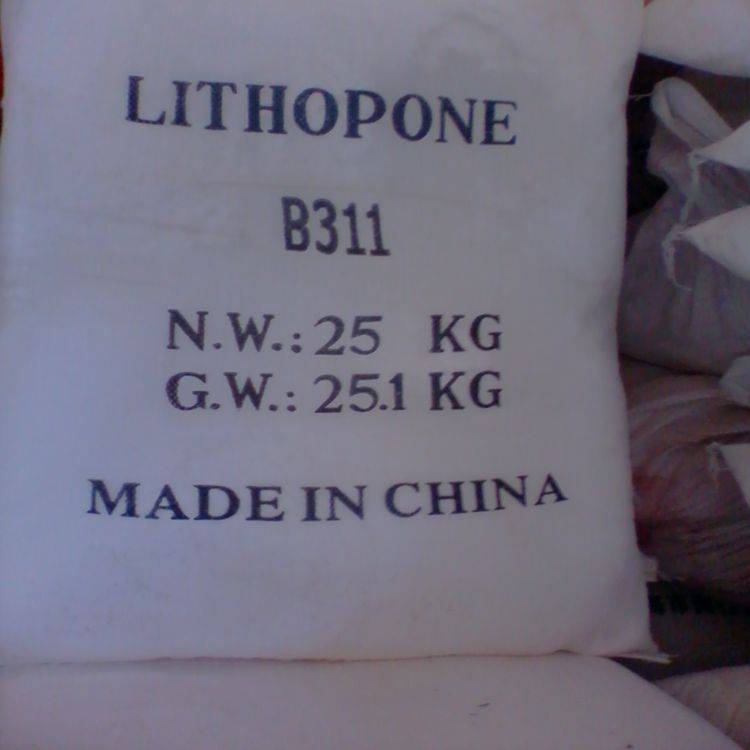 LITHOPONE
B311
N.W.: 25 KG
G.W.: 25.1 KG
MADE IN CHINA